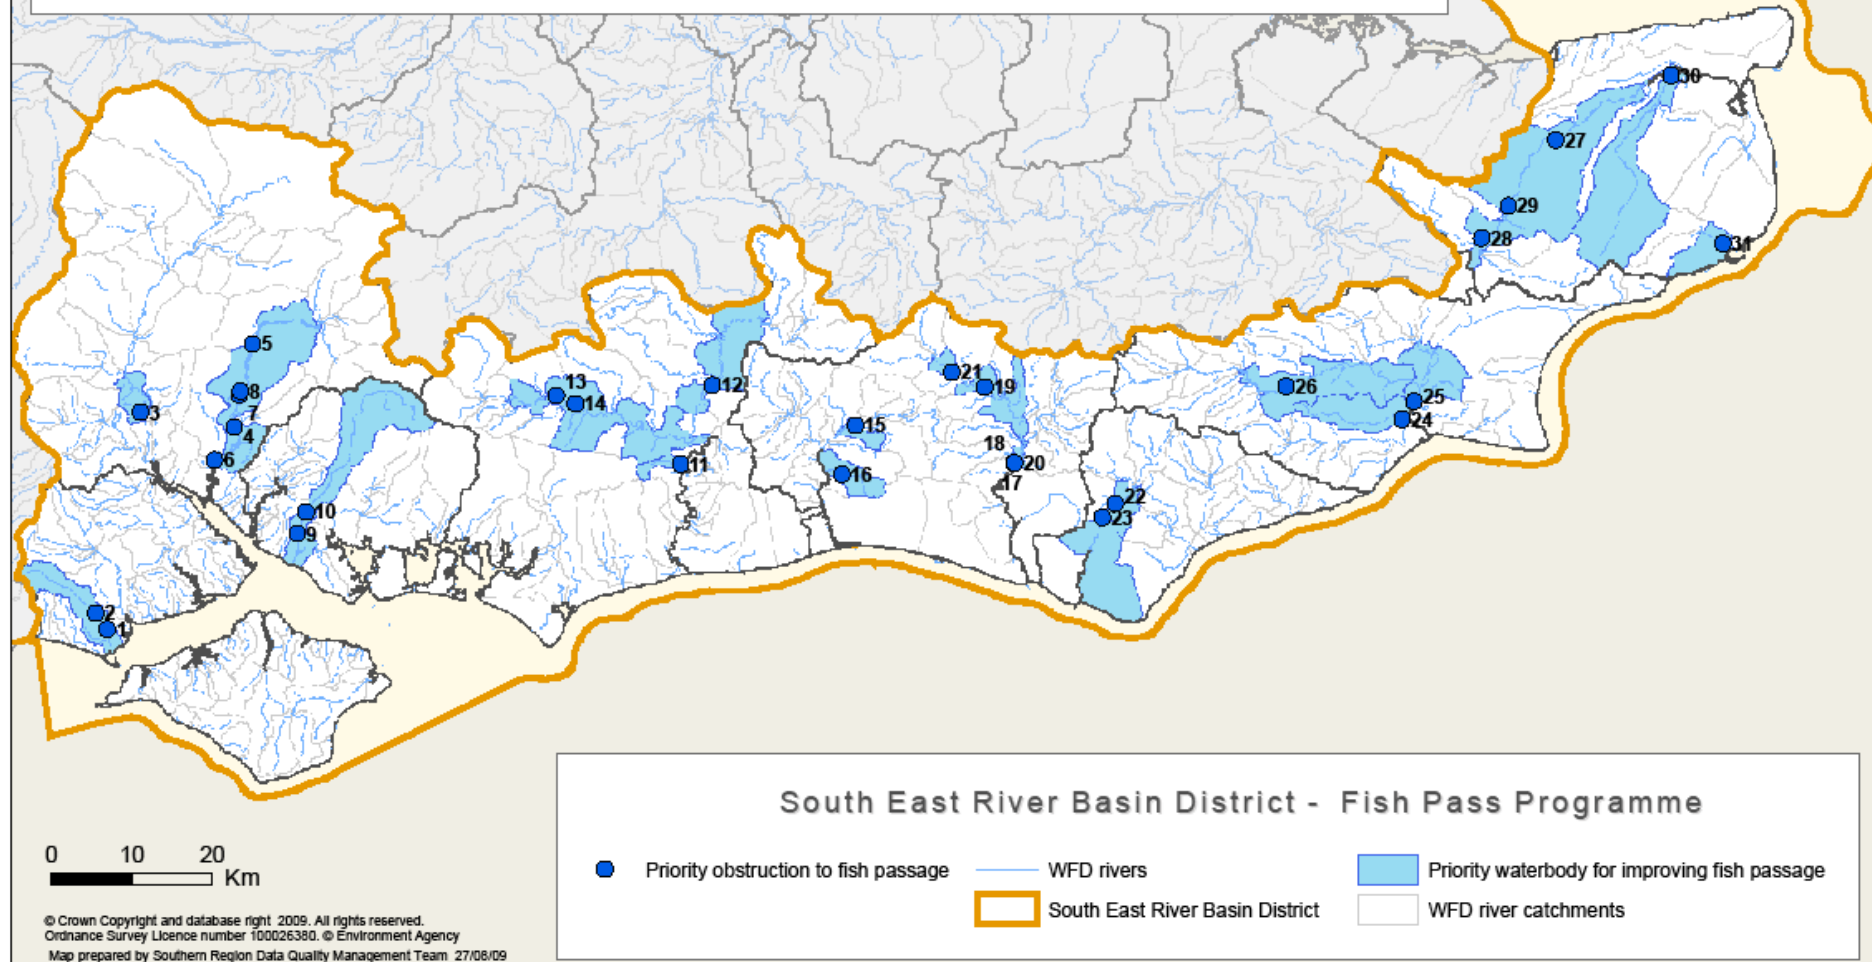 30
27
29
28
31
5
8
7
3
4
6
10
9
2
1
12
13
14
11
21
19
15
16
18
20
17
22
23
26
25
24
0 10 20
Km
© Crown Copyright and database right 2009. All rights reserved.
Ordnance Survey Licence number 100026380. © Environment Agency
Map prepared by Southern Region Data Quality Management Team 27/08/09
South East River Basin District - Fish Pass Programme
Priority obstruction to fish passage
WFD rivers
Priority waterbody for improving fish passage
South East River Basin District
WFD river catchments